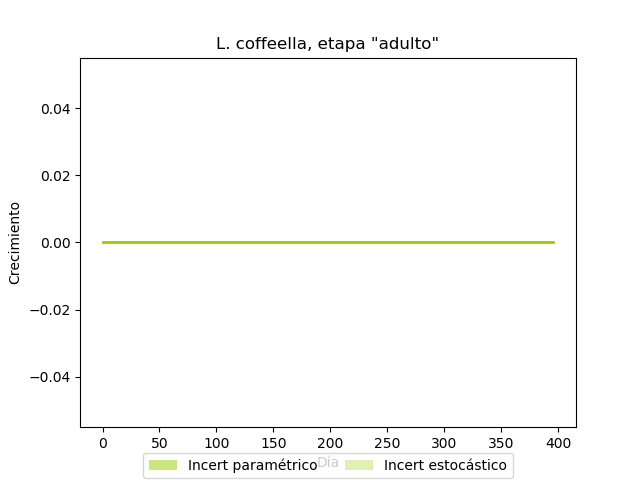 L. coffeella, etapa "adulto"
Crecimiento
0.04
0.02
0.00
−0.02
−0.04
0 50 100 150 200 250 300 350 400
Día
Incert paramétrico Incert estocástico